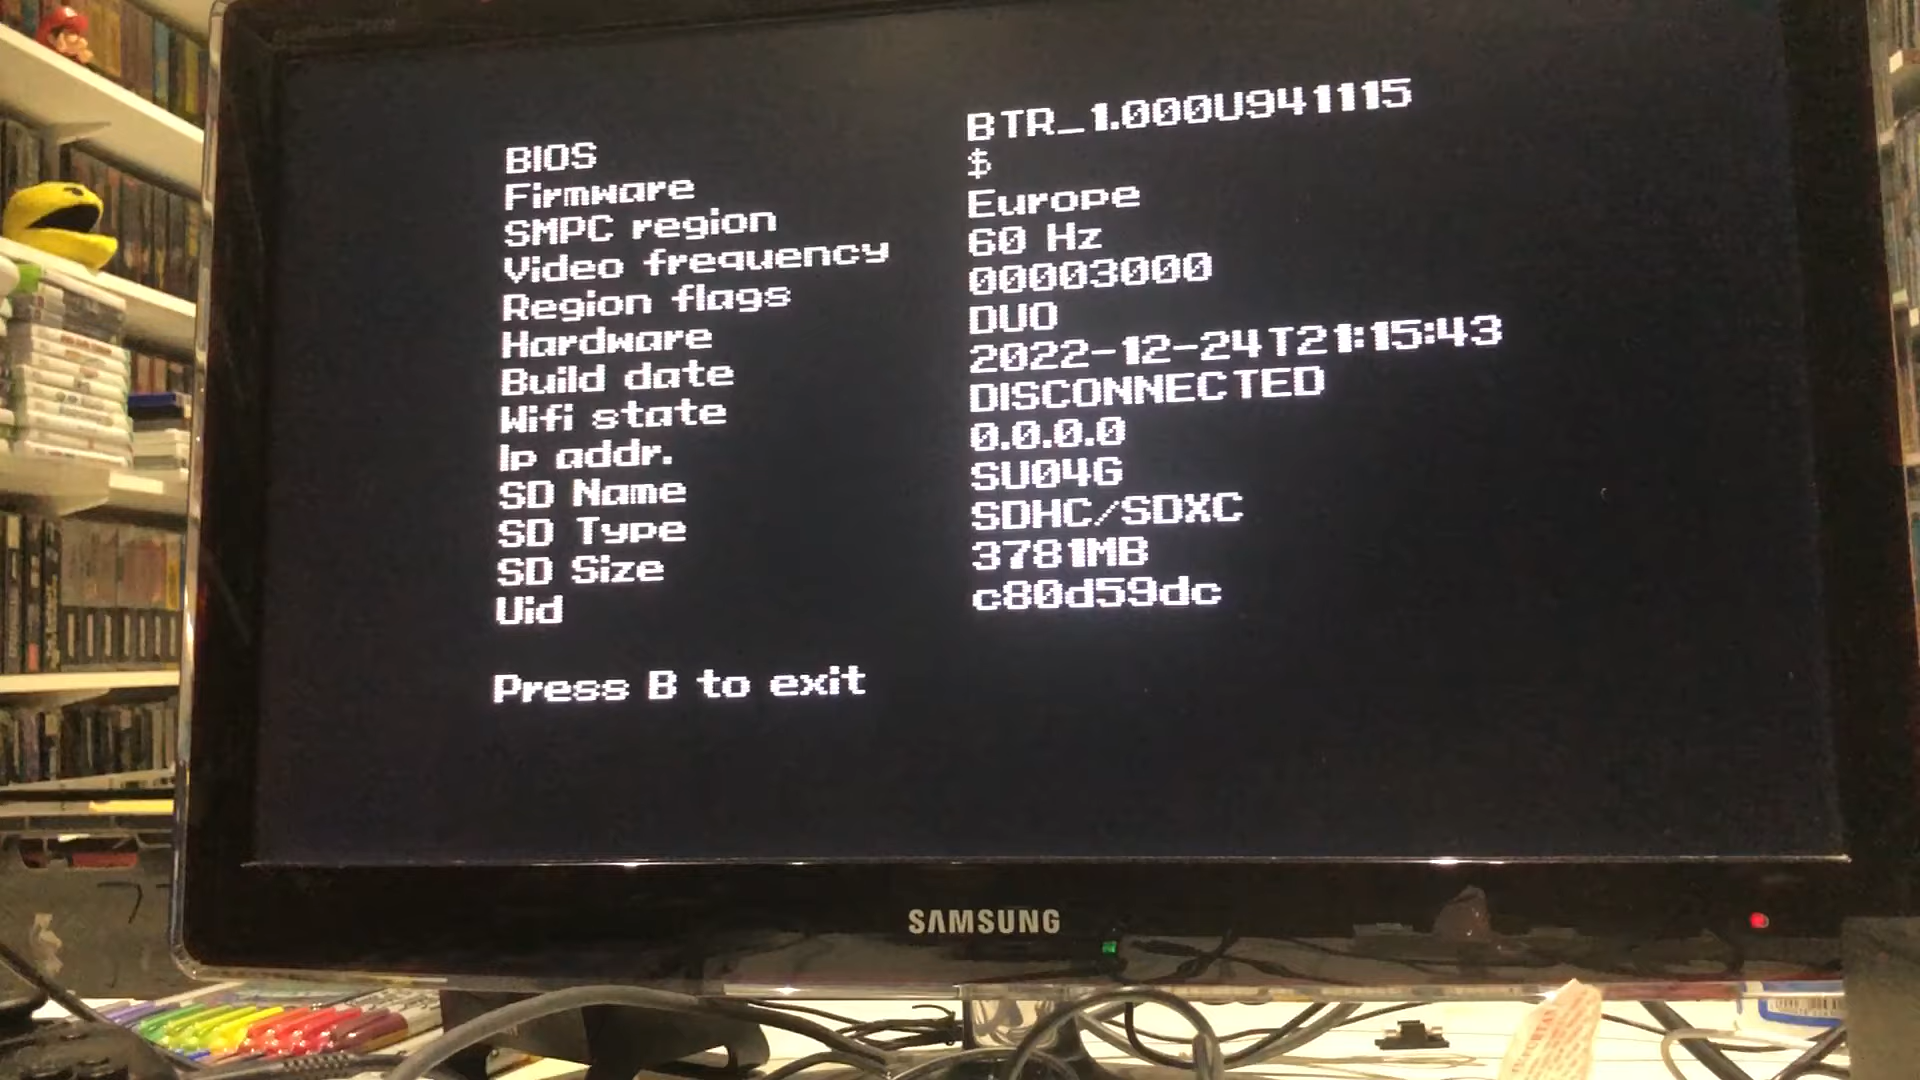 BIOS BTR_1.000U941115
Firmware $
SMPC region Europe
Video frequency 60 Hz
Region flags 00003000
Hardware DUO
Build date 2022-12-24T21:15:43
Wifi state DISCONNECTED
Ip addr. 0.0.0.0
SD Name SU04G
SD Type SDHC/SDXC
SD Size 3781MB
Uid c80d59dc
Press B to exit
SAMSUNG